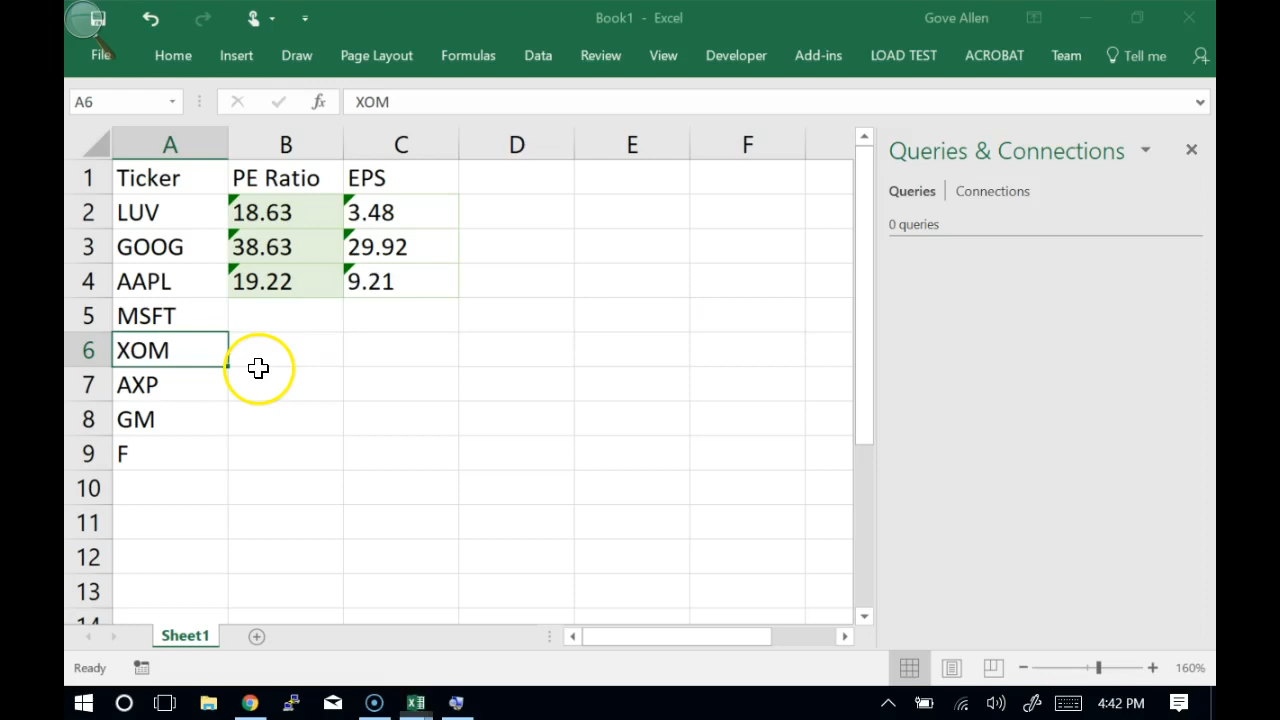 Book1 - Excel
Gove Allen
File Home Insert Draw Page Layout Formulas Data Review View Developer Add-ins LOAD TEST ACROBAT Team Tell me
A6 fx XOM
A B C D E F
1 Ticker PE Ratio EPS
2 LUV 18.63 3.48
3 GOOG 38.63 29.92
4 AAPL 19.22 9.21
5 MSFT
6 XOM
7 AXP
8 GM
9 F
10
11
12
13
14
Queries & Connections
Queries Connections
0 queries
Sheet1
Ready
160%
4:42 PM